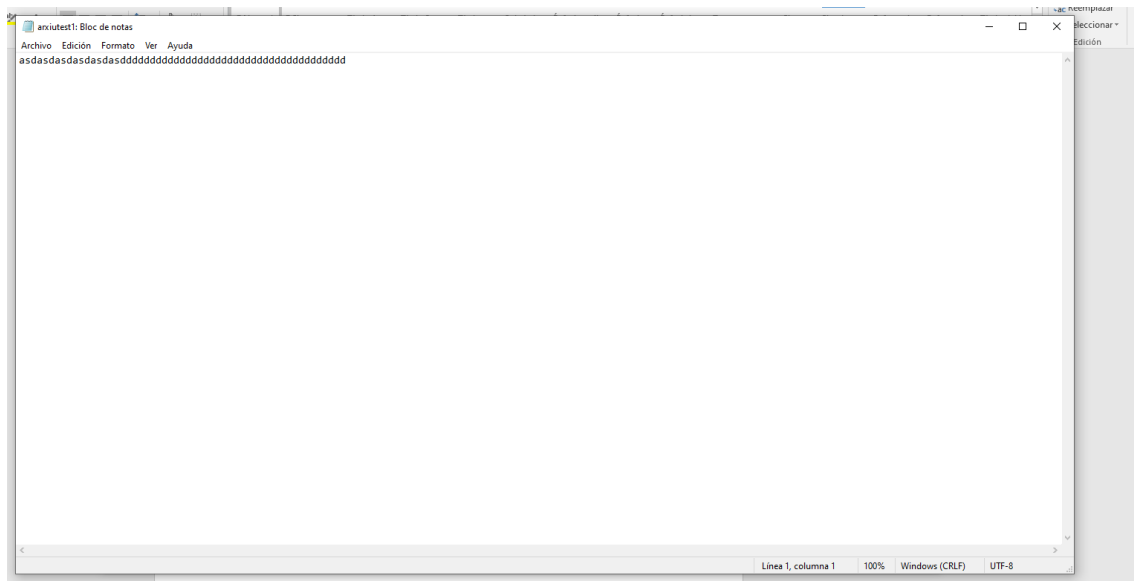 Reemplazar
arxiutest1: Bloc de notas
eleccionar
Archivo Edición Formato Ver Ayuda
Edición
asdasdasdasdasdasdddddddddddddddddddddddddddddddddddddd
Línea 1, columna 1 100% Windows (CRLF) UTF-8